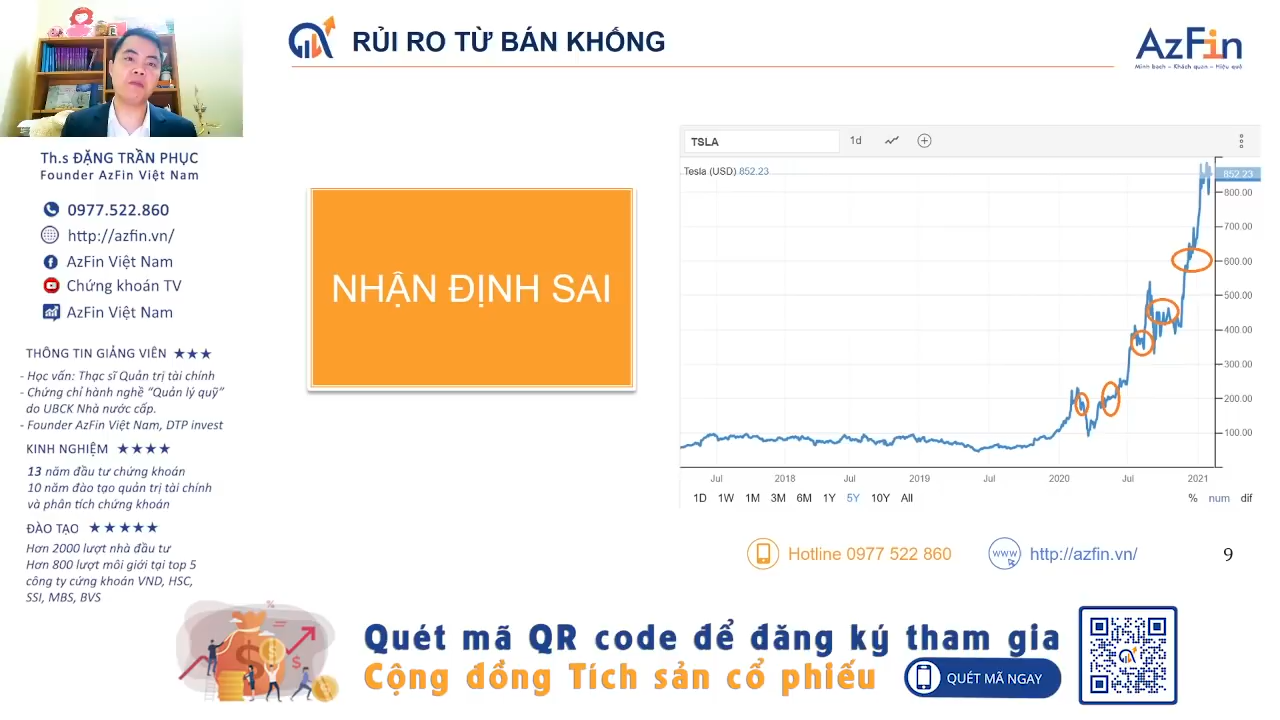 RỦI RO TỪ BÁN KHỐNG
AzFin
Minh bạch - Khách quan - Hiệu quả
Th.s ĐẶNG TRẦN PHỤC
Founder AzFin Việt Nam
0977.522.860
http://azfin.vn/
AzFin Việt Nam
Chứng khoán TV
AzFin Việt Nam
THÔNG TIN GIẢNG VIÊN ★★★
- Học vấn: Thạc sĩ Quản trị tài chính
- Chứng chỉ hành nghề “Quản lý quỹ”
do UBCK Nhà nước cấp.
- Founder AzFin Việt Nam, DTP invest
KINH NGHIỆM ★★★★
13 năm đầu tư chứng khoán
10 năm đào tạo quản trị tài chính
và phân tích chứng khoán
ĐÀO TẠO ★★★★★
Hơn 2000 lượt nhà đầu tư
Hơn 800 lượt môi giới tại top 5
công ty cứng khoán VND, HSC,
SSI, MBS, BVS
NHẬN ĐỊNH SAI
TSLA 1d
Tesla (USD) 852.23
852.23
800.00
700.00
600.00
500.00
400.00
300.00
200.00
100.00
Jul 2018 Jul 2019 Jul 2020 Jul 2021
1D 1W 1M 3M 6M 1Y 5Y 10Y All % num dif
Hotline 0977 522 860 www http://azfin.vn/ 9
Quét mã QR code để đăng ký tham gia
Cộng đồng Tích sản cổ phiếu QUÉT MÃ NGAY